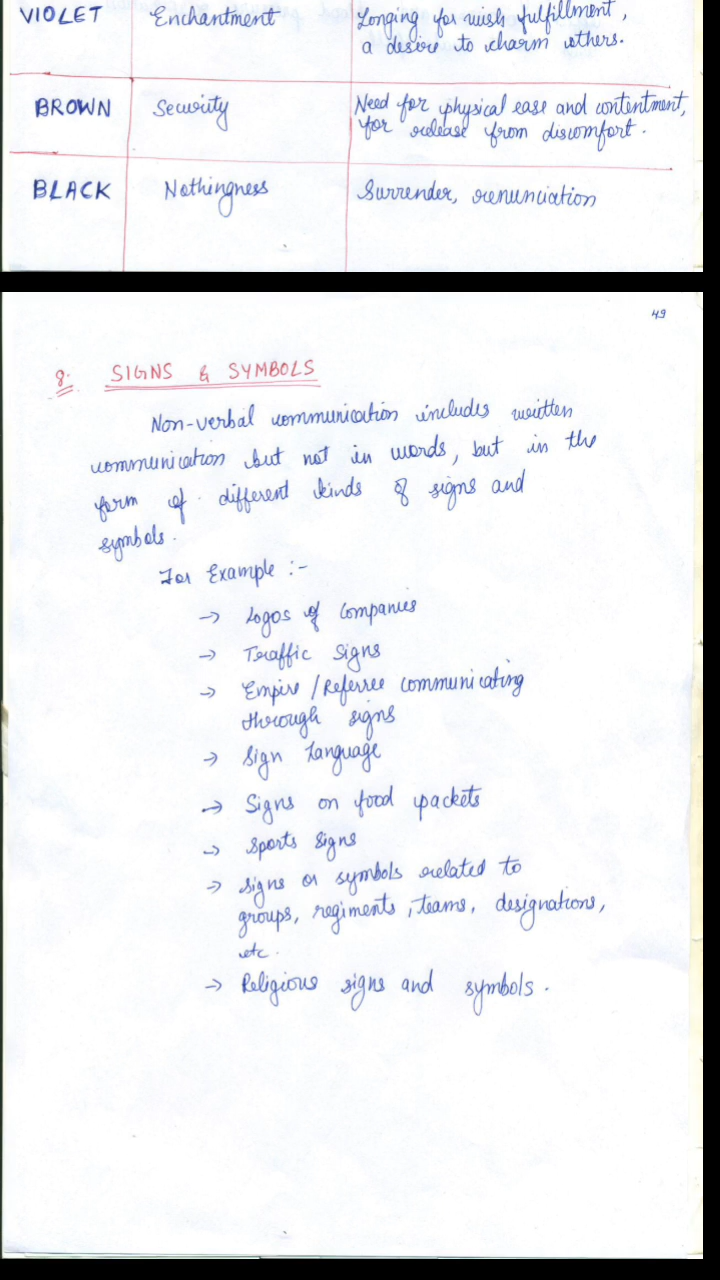 VIOLET Enchantment Longing for wish fulfillment,
a desire to charm others.
BROWN Security Need for physical ease and contentment,
for release from discomfort.
BLACK Nothingness Surrender, renunciation
49
8. SIGNS & SYMBOLS
Non-verbal communication includes written
communication but not in words, but in the
form of different kinds of signs and
symbols.
For Example :-
→ Logos of Companies
→ Traffic Signs
→ Empire / Referree communicating
through signs
→ Sign Language
→ Signs on food packets
→ Sports Signs
→ Signs or symbols related to
groups, regiments, teams, designations,
etc.
→ Religious signs and symbols.